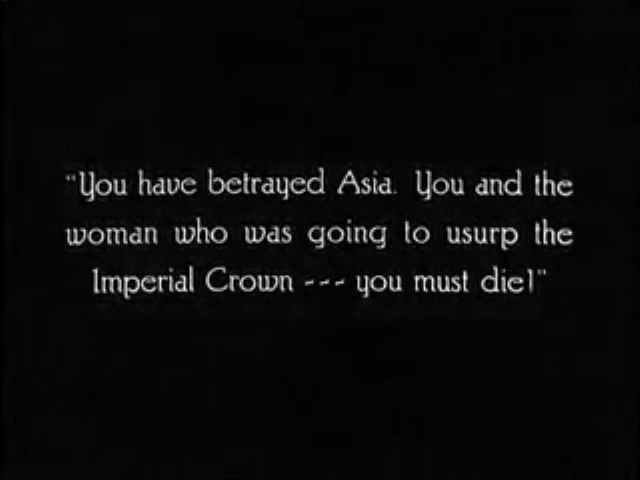 "You have betrayed Asia. You and the
woman who was going to usurp the
Imperial Crown --- you must die!"